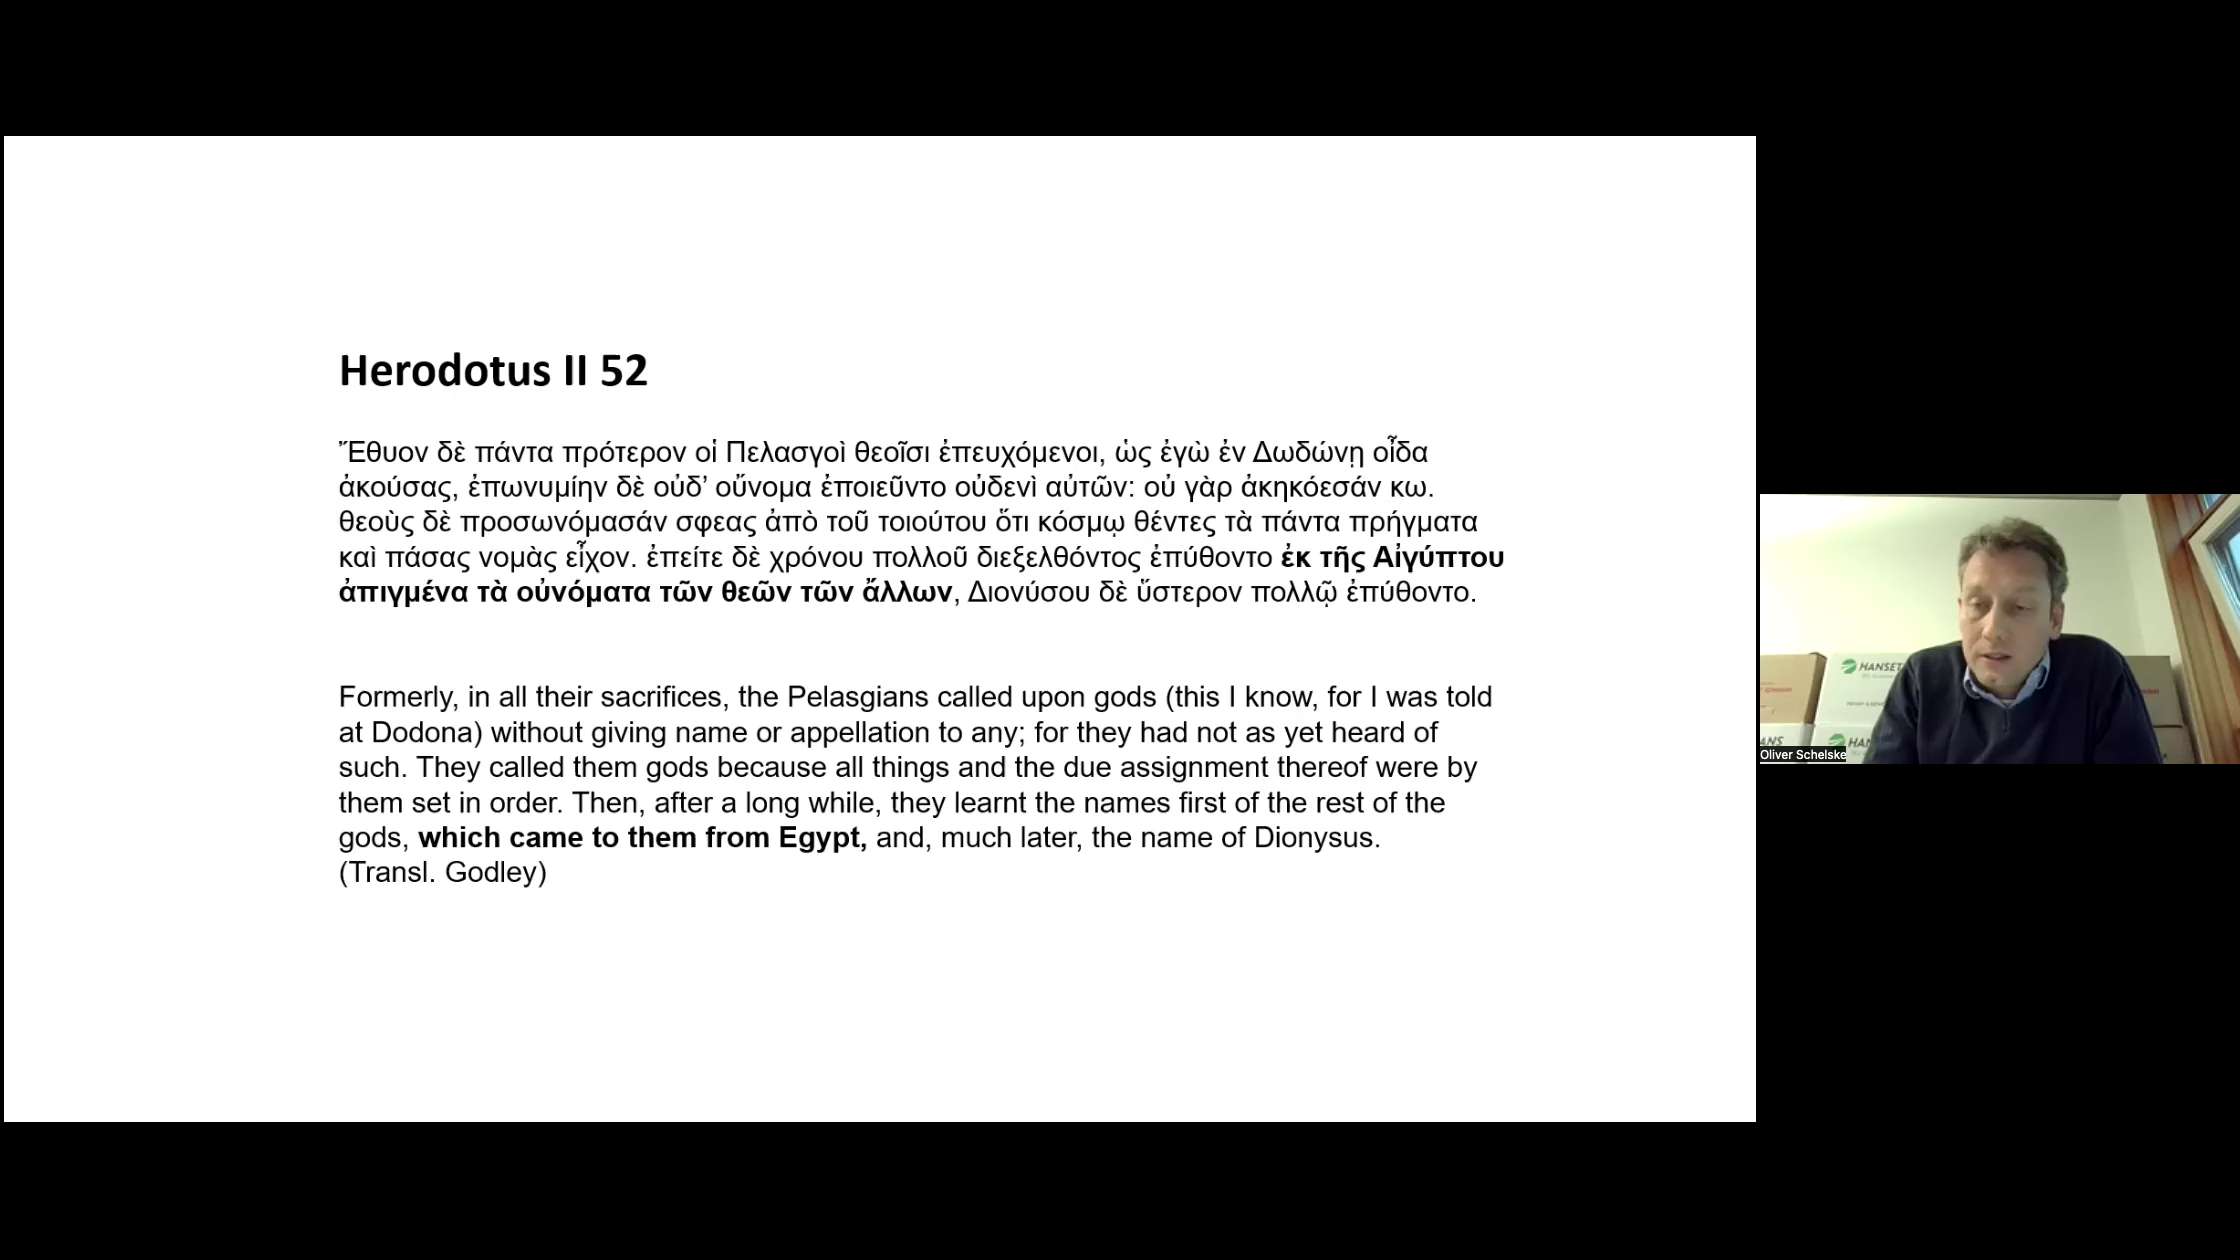 Herodotus II 52
Ἔθυον δὲ πάντα πρότερον οἱ Πελασγοὶ θεοῖσι ἐπευχόμενοι, ὡς ἐγὼ ἐν Δωδώνῃ οἶδα
ἀκούσας, ἐπωνυμίην δὲ οὐδ’ οὔνομα ἐποιεῦντο οὐδενὶ αὐτῶν: οὐ γὰρ ἀκηκόεσάν κω.
θεοὺς δὲ προσωνόμασάν σφεας ἀπὸ τοῦ τοιούτου ὅτι κόσμῳ θέντες τὰ πάντα πρήγματα
καὶ πάσας νομὰς εἶχον. ἐπείτε δὲ χρόνου πολλοῦ διεξελθόντος ἐπύθοντο ἐκ τῆς Αἰγύπτου
ἀπιγμένα τὰ οὐνόματα τῶν θεῶν τῶν ἄλλων, Διονύσου δὲ ὕστερον πολλῷ ἐπύθοντο.
Formerly, in all their sacrifices, the Pelasgians called upon gods (this I know, for I was told
at Dodona) without giving name or appellation to any; for they had not as yet heard of
such. They called them gods because all things and the due assignment thereof were by
them set in order. Then, after a long while, they learnt the names first of the rest of the
gods, which came to them from Egypt, and, much later, the name of Dionysus.
(Transl. Godley)
HANSET
ANS
HAN
Oliver Schelske